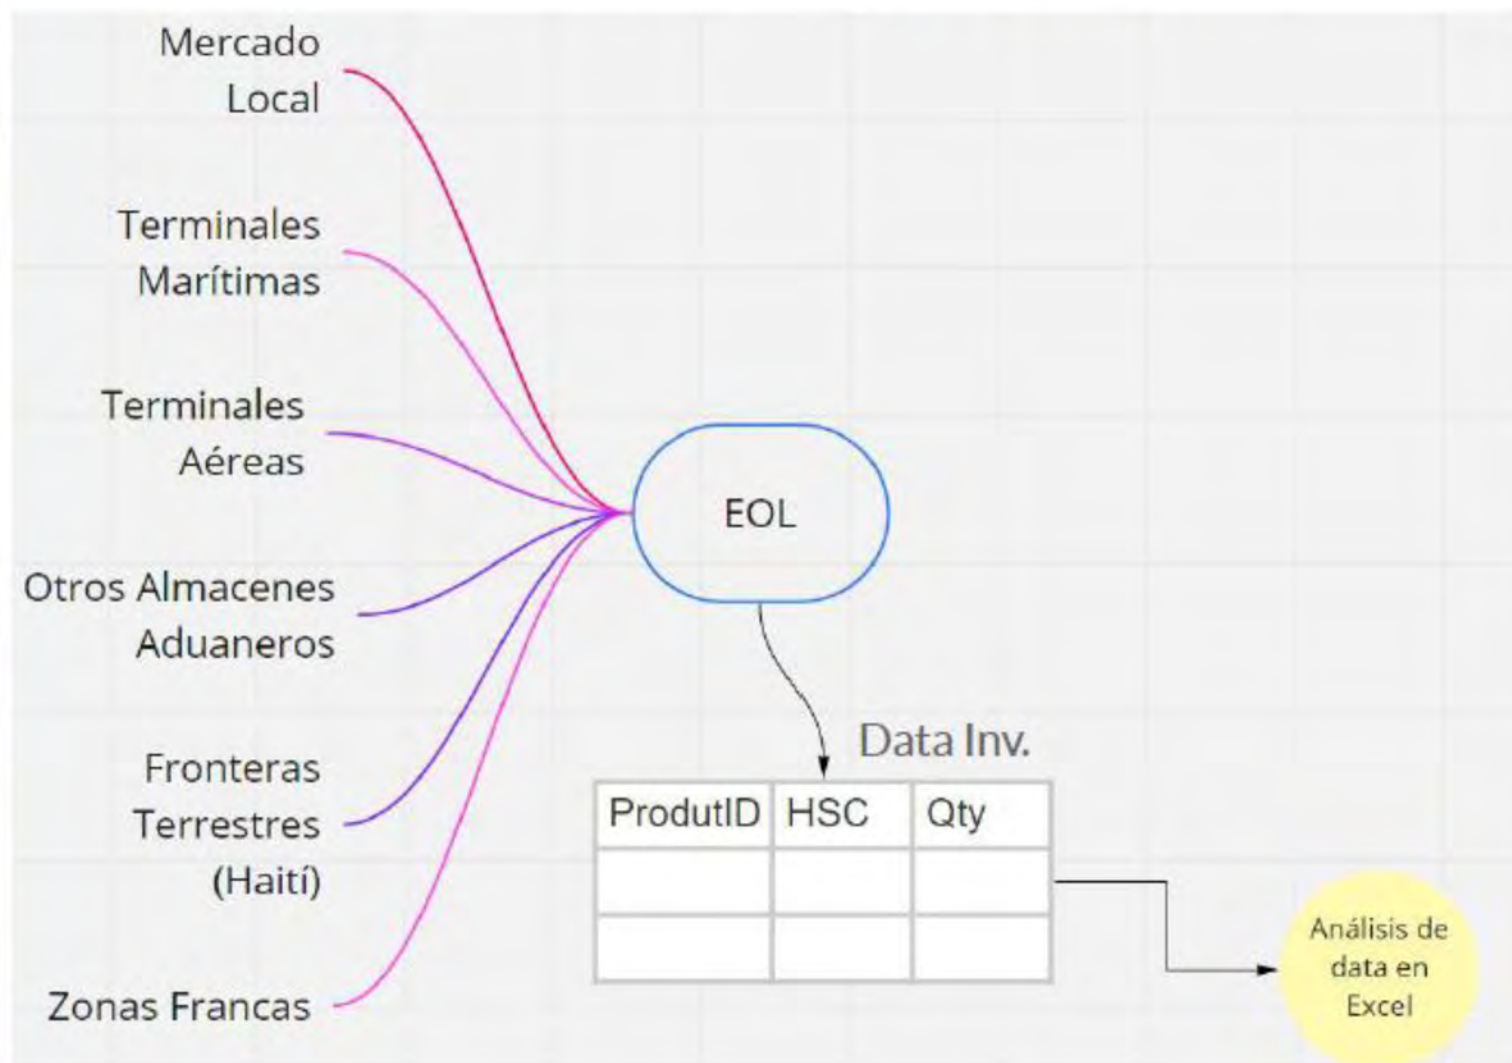 Mercado
Local
Terminales
Marítimas
Terminales
Aéreas
Otros Almacenes
Aduaneros
Fronteras
Terrestres
(Haití)
Zonas Francas
EOL
Data Inv.
ProdutID HSC Qty
Análisis de
data en
Excel